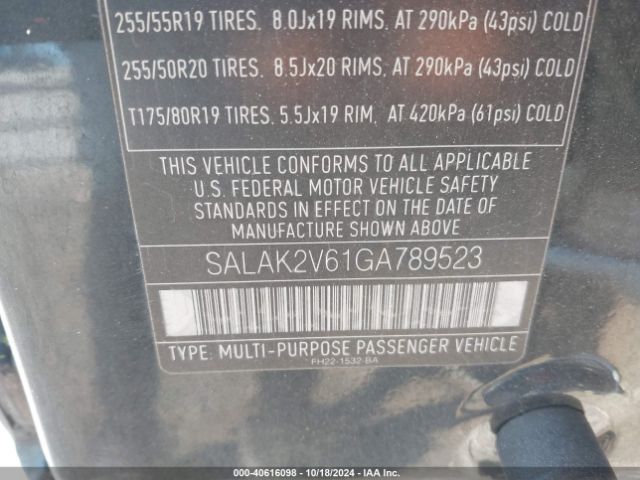 255/55R19 TIRES. 8.0Jx19 RIMS. AT 290kPa (43psi) COLD
255/50R20 TIRES. 8.5Jx20 RIMS. AT 290kPa (43psi) COLD
T175/80R19 TIRES. 5.5Jx19 RIM. AT 420kPa (61psi) COLD
THIS VEHICLE CONFORMS TO ALL APPLICABLE
U.S. FEDERAL MOTOR VEHICLE SAFETY
STANDARDS IN EFFECT ON THE DATE OF
MANUFACTURE SHOWN ABOVE
SALAK2V61GA789523
TYPE: MULTI-PURPOSE PASSENGER VEHICLE
FH22-1532-BA
000-40616098 - 10/18/2024 - IAA Inc.